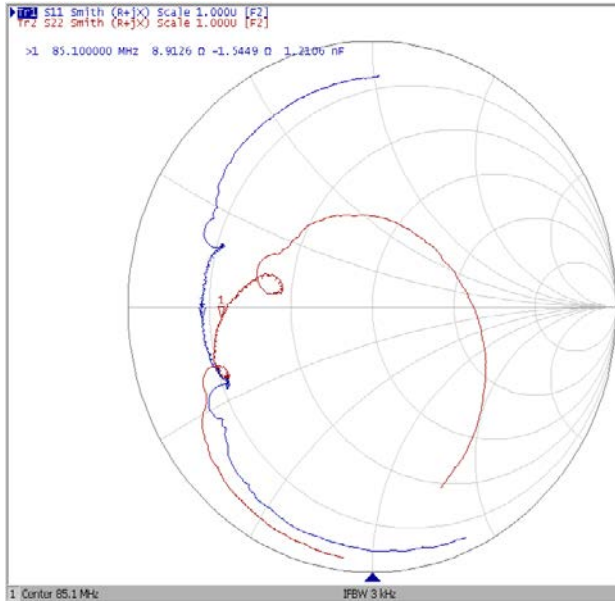 Tr1 S11 Smith (R+jX) Scale 1.000U [F2]
Tr2 S22 Smith (R+jX) Scale 1.000U [F2]
>1 85.100000 MHz 8.9126 Ω -1.5449 Ω 1.2106 nF
1
1 Center 85.1 MHz IFBW 3 kHz